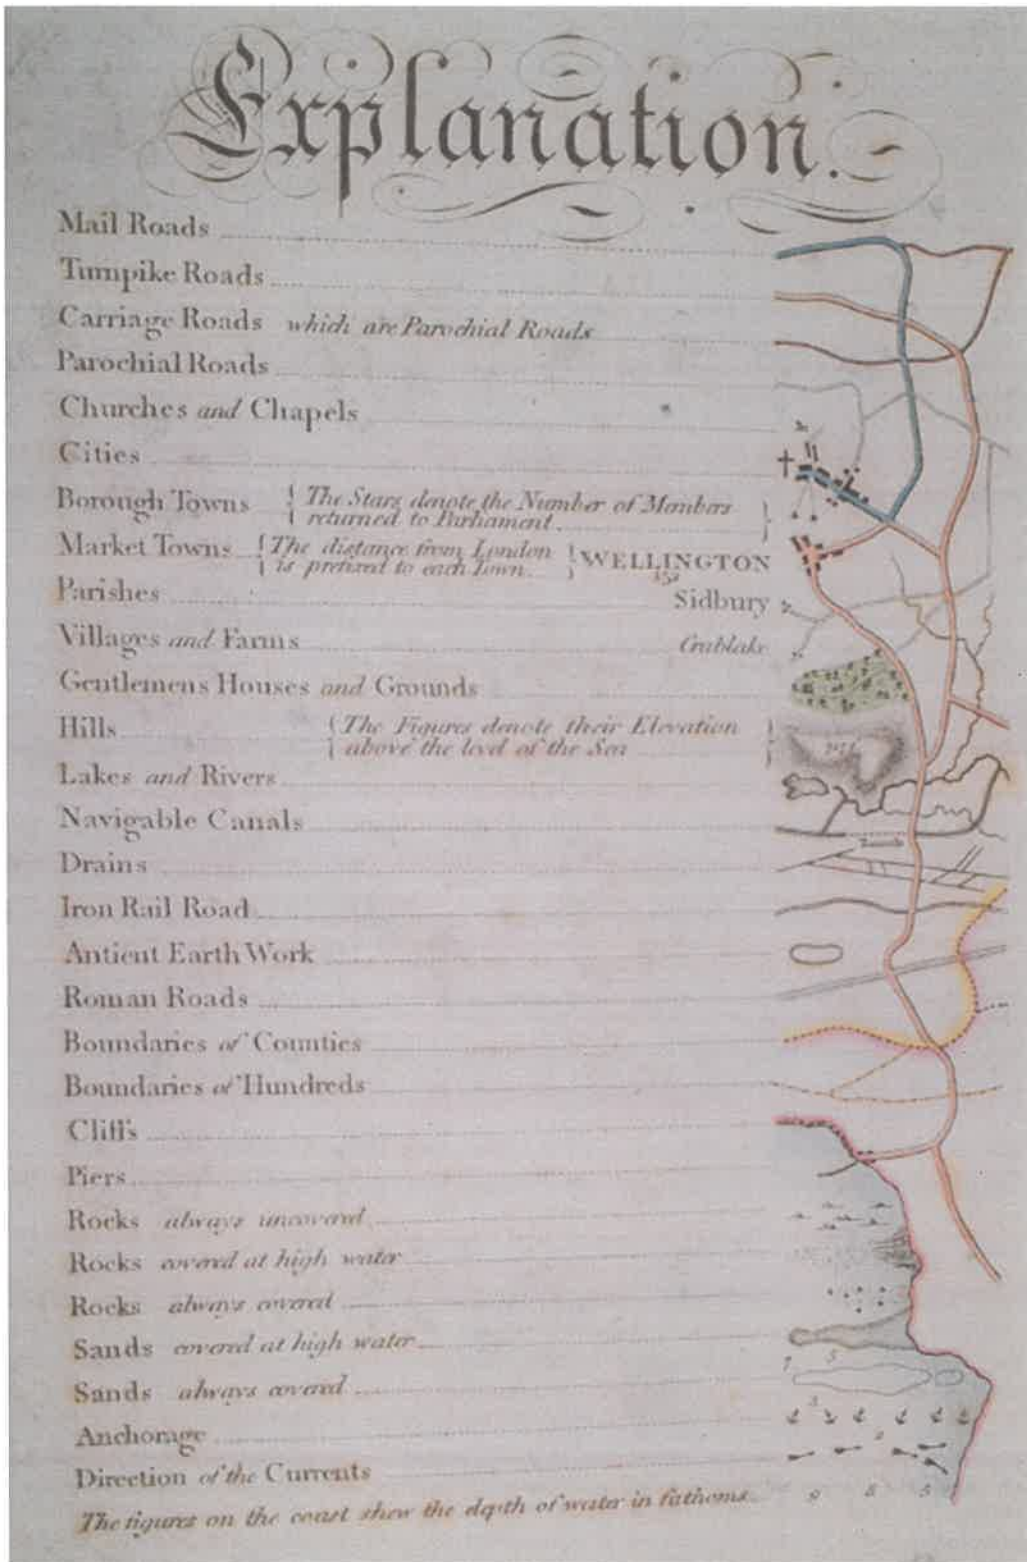 Explanation.
Mail Roads
Turnpike Roads
Carriage Roads which are Parochial Roads
Parochial Roads
Churches and Chapels
Cities
Borough Towns { The Stars denote the Number of Members
returned to Parliament }
Market Towns { The distance from London
is prefixed to each Town } WELLINGTON
Parishes Sidbury
Villages and Farms Crablake
Gentlemens Houses and Grounds
Hills { The Figures denote their Elevation
above the level of the Sea }
Lakes and Rivers
Navigable Canals
Drains
Iron Rail Road
Antient Earth Work
Roman Roads
Boundaries of Counties
Boundaries of Hundreds
Cliffs
Piers
Rocks always uncovered
Rocks covered at high water
Rocks always covered
Sands covered at high water
Sands always covered
7 5
Anchorage
Direction of the Currents
The figures on the coast shew the depth of water in fathoms
9 8 5